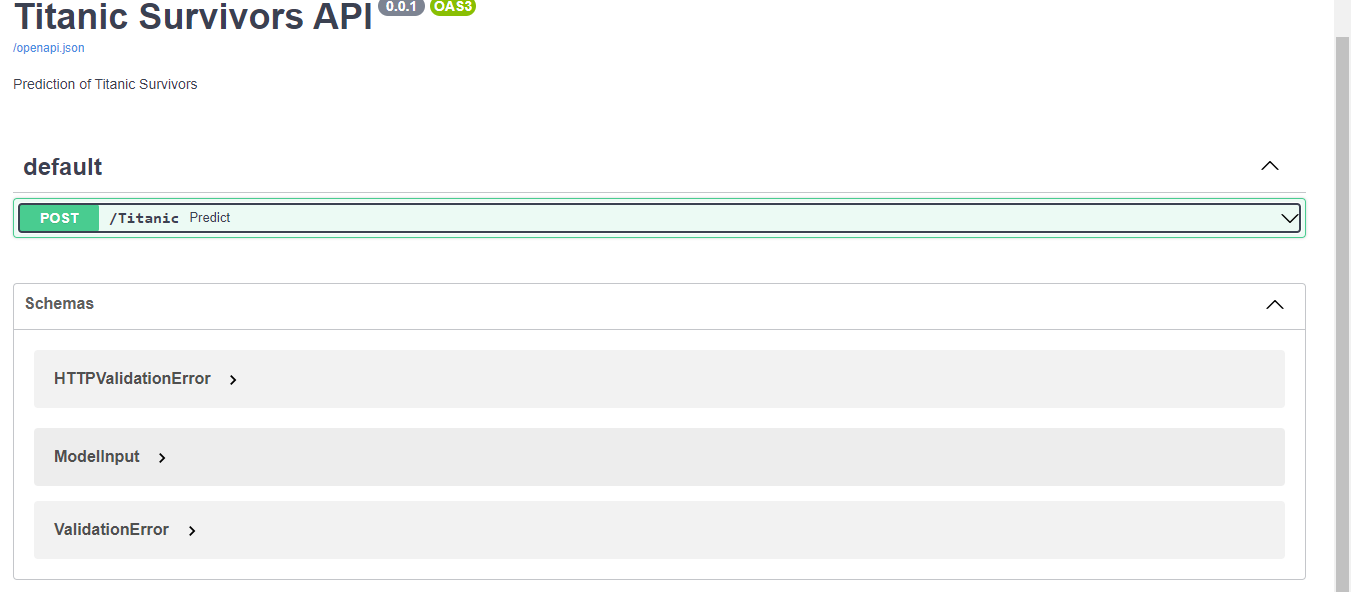 Titanic Survivors API 0.0.1 OAS3
/openapi.json
Prediction of Titanic Survivors
default
POST /Titanic Predict
Schemas
HTTPValidationError
ModelInput
ValidationError